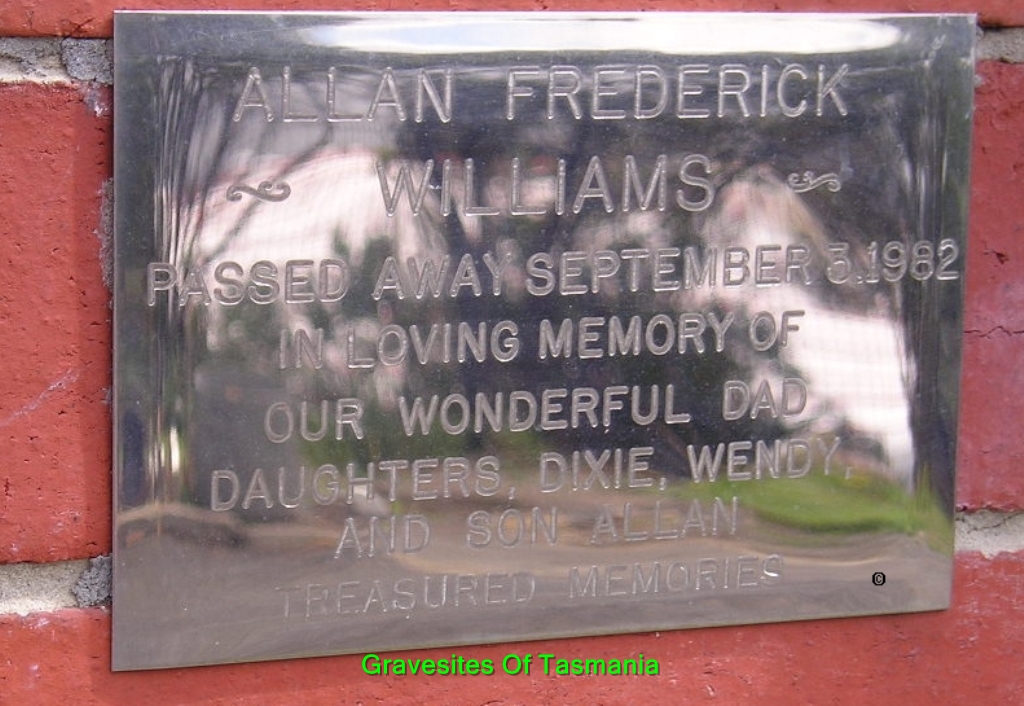 ALLAN FREDERICK
WILLIAMS
PASSED AWAY SEPTEMBER 3.1982
IN LOVING MEMORY OF
OUR WONDERFUL DAD
DAUGHTERS, DIXIE, WENDY,
AND SON ALLAN
TREASURED MEMORIES
©
Gravesites Of Tasmania